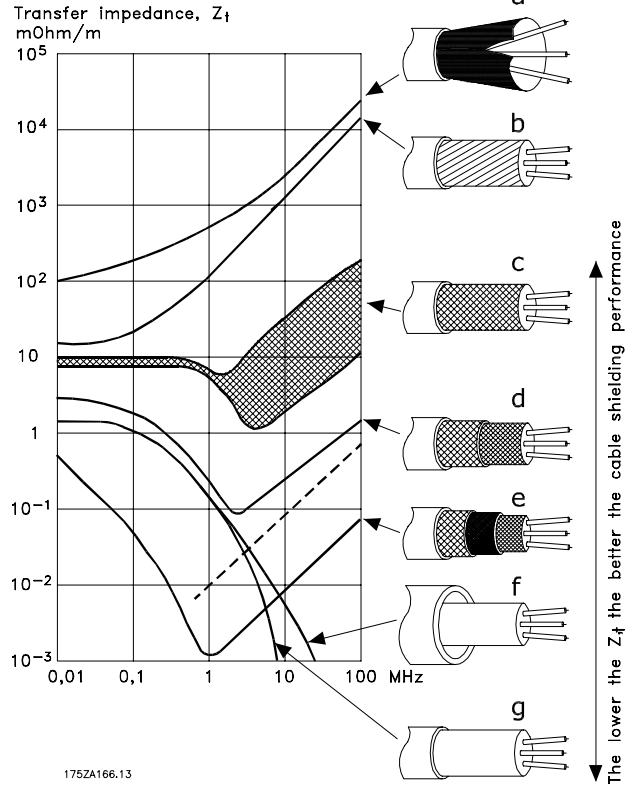 Transfer impedance, Zt
mOhm/m
10⁵
10⁴
10³
10²
10
1
10⁻¹
10⁻²
10⁻³
0,01 0,1 1 10 100 MHz
a
b
c
d
e
f
g
The lower the Zt the better the cable shielding performance
175ZA166.13